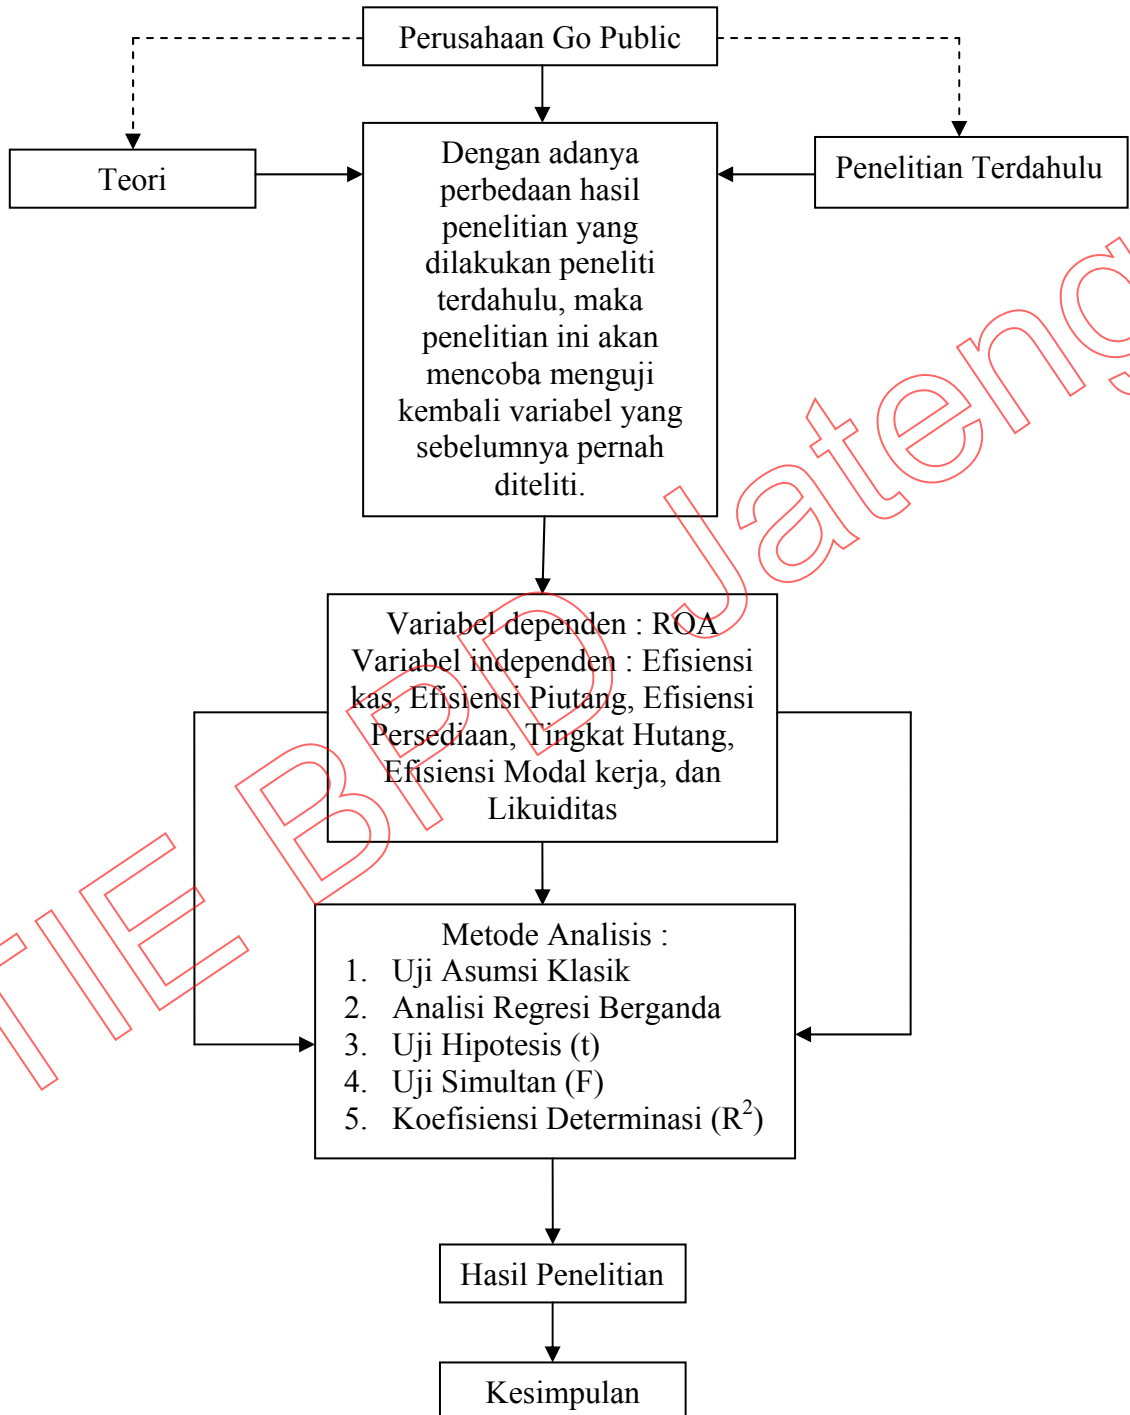 Perusahaan Go Public
Teori
Dengan adanya
perbedaan hasil
penelitian yang
dilakukan peneliti
terdahulu, maka
penelitian ini akan
mencoba menguji
kembali variabel yang
sebelumnya pernah
diteliti.
Penelitian Terdahulu
Variabel dependen : ROA
Variabel independen : Efisiensi
kas, Efisiensi Piutang, Efisiensi
Persediaan, Tingkat Hutang,
Efisiensi Modal kerja, dan
Likuiditas
Metode Analisis :
1. Uji Asumsi Klasik
2. Analisi Regresi Berganda
3. Uji Hipotesis (t)
4. Uji Simultan (F)
5. Koefisiensi Determinasi (R²)
Hasil Penelitian
Kesimpulan
TIE BPD Jateng